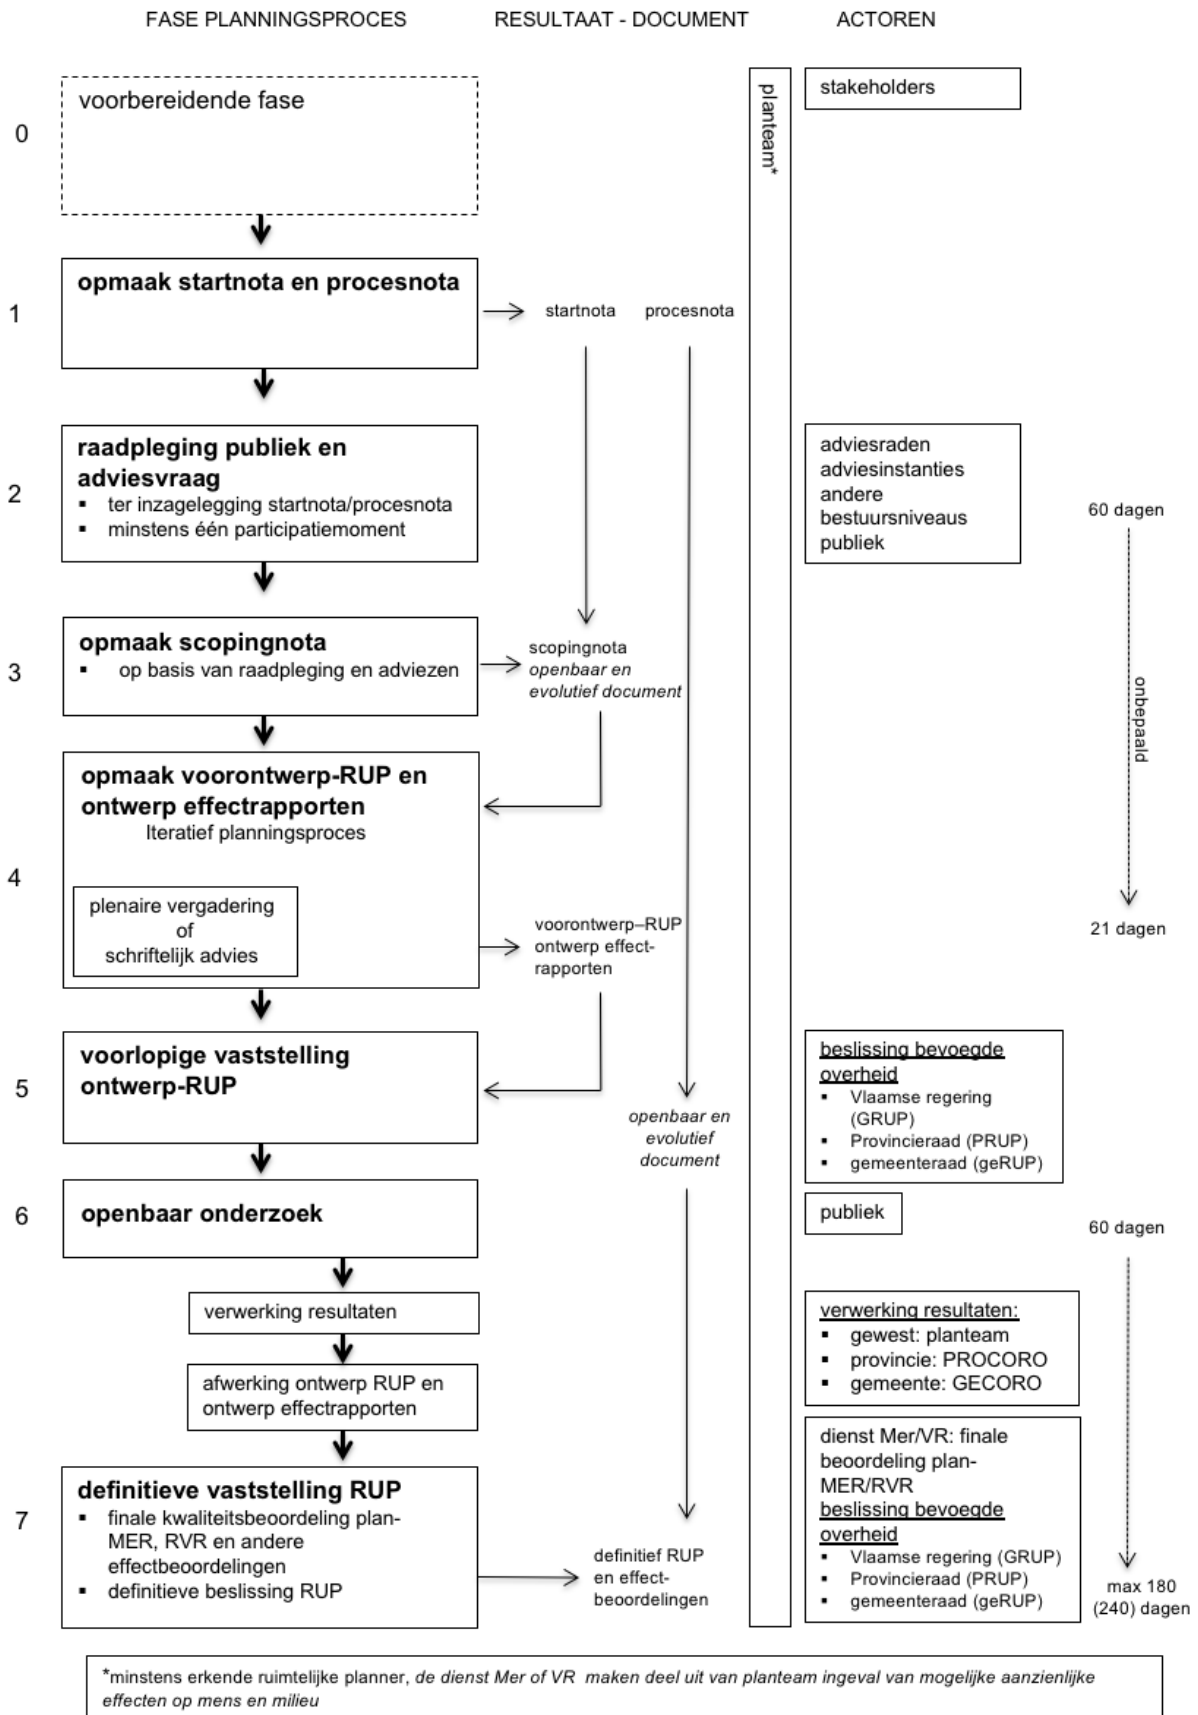 FASE PLANNINGSPROCES
RESULTAAT - DOCUMENT
ACTOREN
planteam*
0
voorbereidende fase
stakeholders
1
opmaak startnota en procesnota
startnota
procesnota
2
raadpleging publiek en
adviesvraag
▪ ter inzagelegging startnota/procesnota
▪ minstens één participatiemoment
adviesraden
adviesinstanties
andere
bestuursniveaus
publiek
60 dagen
3
opmaak scopingnota
▪ op basis van raadpleging en adviezen
scopingnota
openbaar en
evolutief document
onbepaald
4
opmaak voorontwerp-RUP en
ontwerp effectrapporten
Iteratief planningsproces
plenaire vergadering
of
schriftelijk advies
voorontwerp–RUP
ontwerp effect-
rapporten
21 dagen
5
voorlopige vaststelling
ontwerp-RUP
openbaar en
evolutief
document
beslissing bevoegde
overheid
▪ Vlaamse regering
(GRUP)
▪ Provincieraad (PRUP)
▪ gemeenteraad (geRUP)
6
openbaar onderzoek
publiek
60 dagen
verwerking resultaten
verwerking resultaten:
▪ gewest: planteam
▪ provincie: PROCORO
▪ gemeente: GECORO
afwerking ontwerp RUP en
ontwerp effectrapporten
7
definitieve vaststelling RUP
▪ finale kwaliteitsbeoordeling plan-
MER, RVR en andere
effectbeoordelingen
▪ definitieve beslissing RUP
definitief RUP
en effect-
beoordelingen
dienst Mer/VR: finale
beoordeling plan-
MER/RVR
beslissing bevoegde
overheid
▪ Vlaamse regering (GRUP)
▪ Provincieraad (PRUP)
▪ gemeenteraad (geRUP)
max 180
(240) dagen
*minstens erkende ruimtelijke planner, de dienst Mer of VR maken deel uit van planteam ingeval van mogelijke aanzienlijke
effecten op mens en milieu